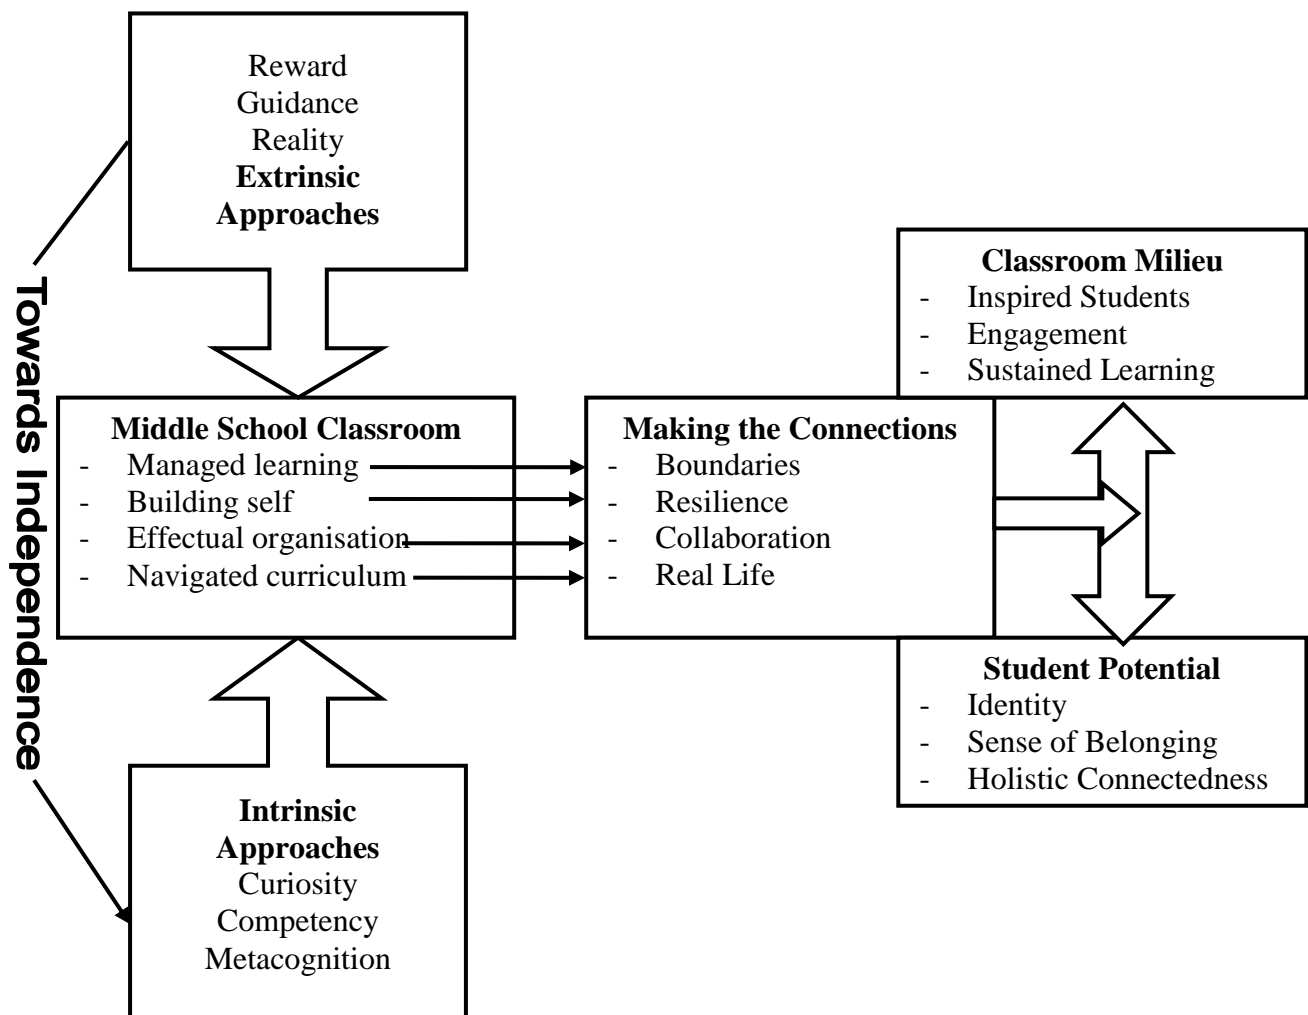 Reward
Guidance
Reality
Extrinsic
Approaches
Towards Independence
Middle School Classroom
- Managed learning
- Building self
- Effectual organisation
- Navigated curriculum
Making the Connections
- Boundaries
- Resilience
- Collaboration
- Real Life
Classroom Milieu
- Inspired Students
- Engagement
- Sustained Learning
Student Potential
- Identity
- Sense of Belonging
- Holistic Connectedness
Intrinsic
Approaches
Curiosity
Competency
Metacognition